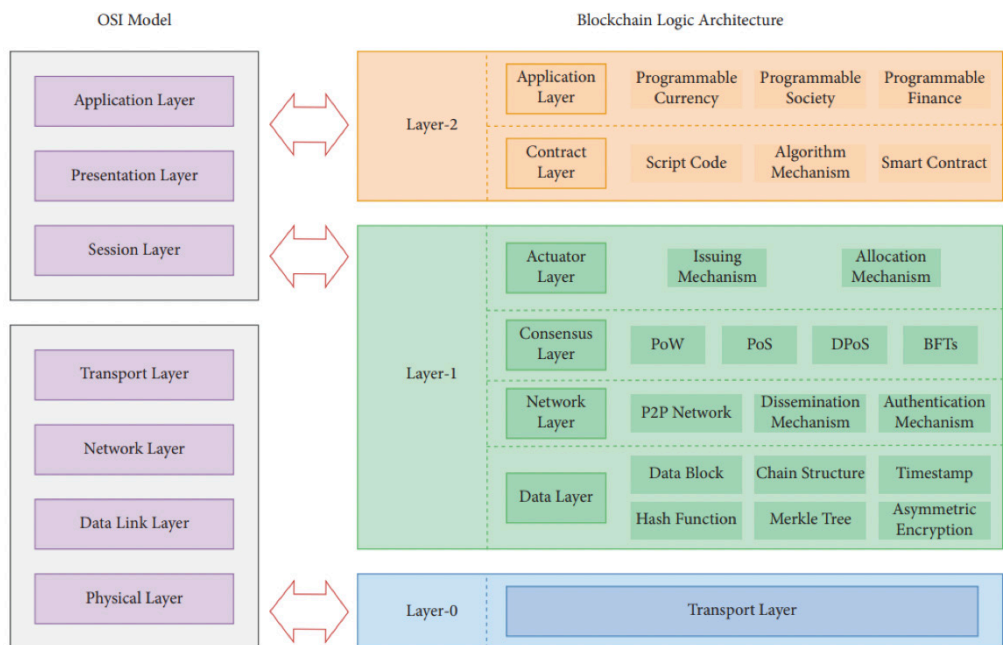 OSI Model
Application Layer
Presentation Layer
Session Layer
Transport Layer
Network Layer
Data Link Layer
Physical Layer
Blockchain Logic Architecture
Layer-2
Application
Layer
Programmable
Currency
Programmable
Society
Programmable
Finance
Contract
Layer
Script Code
Algorithm
Mechanism
Smart Contract
Layer-1
Actuator
Layer
Issuing
Mechanism
Allocation
Mechanism
Consensus
Layer
PoW
PoS
DPoS
BFTs
Network
Layer
P2P Network
Dissemination
Mechanism
Authentication
Mechanism
Data Layer
Data Block
Chain Structure
Timestamp
Hash Function
Merkle Tree
Asymmetric
Encryption
Layer-0
Transport Layer